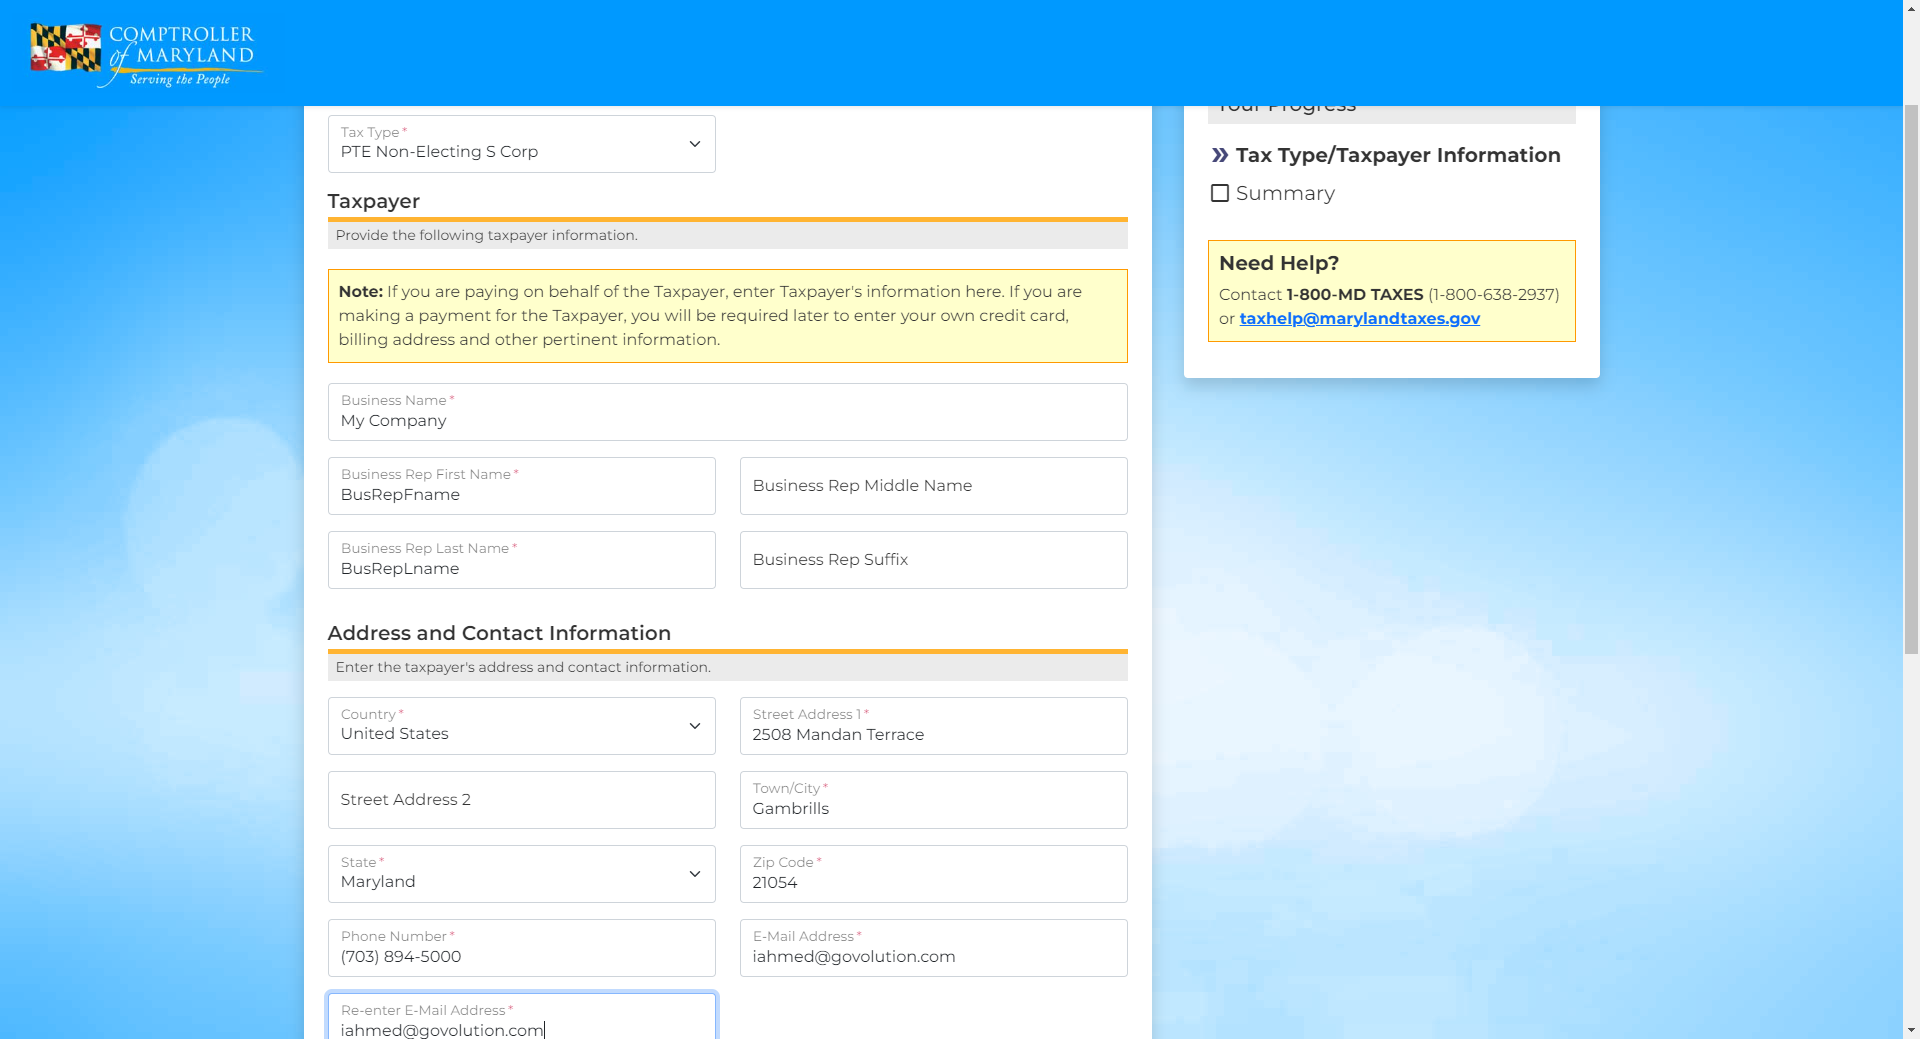 COMPTROLLER
of MARYLAND
Serving the People
Your Progress
Tax Type*
PTE Non-Electing S Corp
Tax Type/Taxpayer Information
Summary
Taxpayer
Provide the following taxpayer information.
Need Help?
Contact 1-800-MD TAXES (1-800-638-2937)
or taxhelp@marylandtaxes.gov
Note: If you are paying on behalf of the Taxpayer, enter Taxpayer's information here. If you are
making a payment for the Taxpayer, you will be required later to enter your own credit card,
billing address and other pertinent information.
Business Name*
My Company
Business Rep First Name*
BusRepFname
Business Rep Middle Name
Business Rep Last Name*
BusRepLname
Business Rep Suffix
Address and Contact Information
Enter the taxpayer's address and contact information.
Country*
United States
Street Address 1*
2508 Mandan Terrace
Street Address 2
Town/City*
Gambrills
State*
Maryland
Zip Code*
21054
Phone Number*
(703) 894-5000
E-Mail Address*
iahmed@govolution.com
Re-enter E-Mail Address*
iahmed@govolution.com